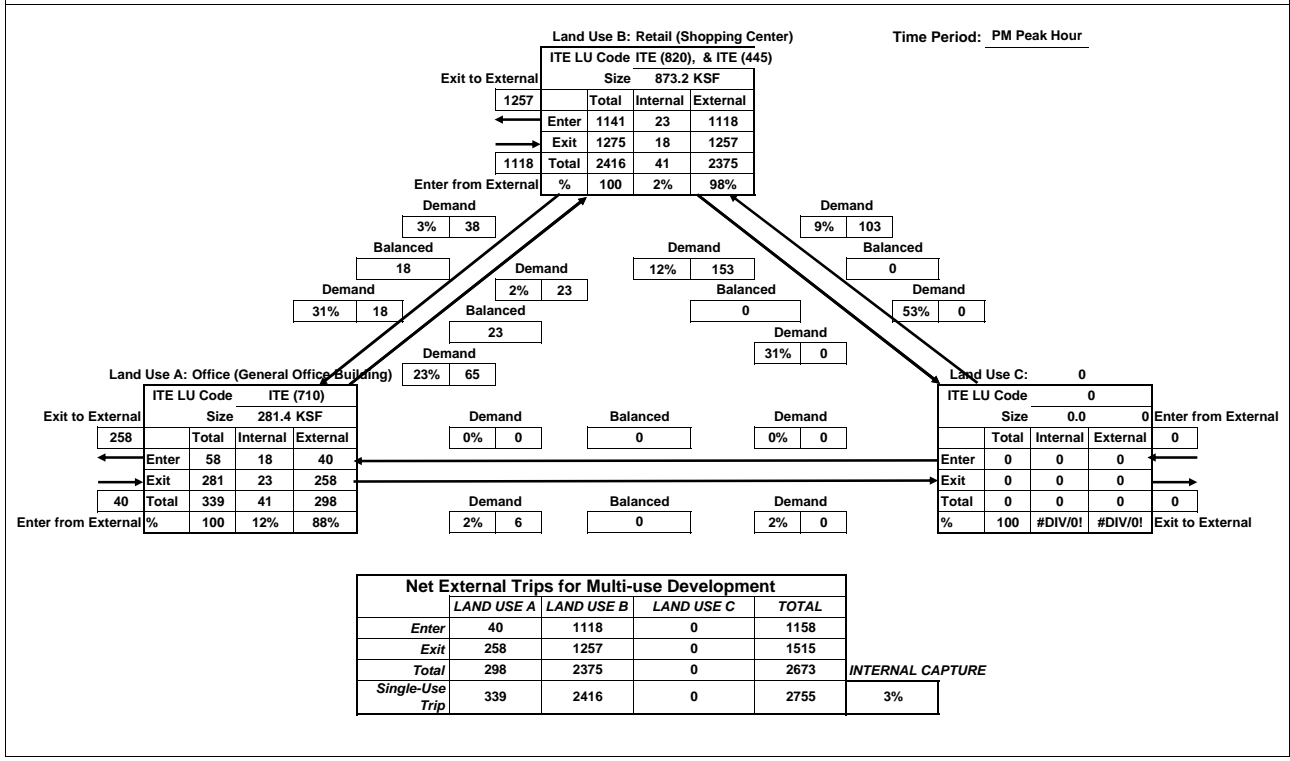 Land Use B: Retail (Shopping Center)
Time Period: PM Peak Hour
ITE LU Code ITE (820), & ITE (445)
Exit to External Size 873.2 KSF
1257 Total Internal External
Enter 1141 23 1118
Exit 1275 18 1257
1118 Total 2416 41 2375
Enter from External % 100 2% 98%
Demand Demand
3% 38 9% 103
Balanced Demand Balanced
18 Demand 12% 153 0
Demand 2% 23 Balanced Demand
31% 18 Balanced 0 53% 0
23 Demand
Demand 31% 0
Land Use A: Office (General Office Building) 23% 65 Land Use C: 0
ITE LU Code ITE (710) ITE LU Code 0
Exit to External Size 281.4 KSF Demand Balanced Demand Size 0.0 0 Enter from External
258 Total Internal External 0% 0 0 0% 0 Total Internal External 0
Enter 58 18 40 Enter 0 0 0
Exit 281 23 258 Exit 0 0 0
40 Total 339 41 298 Demand Balanced Demand Total 0 0 0 0
Enter from External % 100 12% 88% 2% 6 0 2% 0 % 100 #DIV/0! #DIV/0! Exit to External
Net External Trips for Multi-use Development
LAND USE A LAND USE B LAND USE C TOTAL
Enter 40 1118 0 1158
Exit 258 1257 0 1515
Total 298 2375 0 2673 INTERNAL CAPTURE
Single-Use
Trip 339 2416 0 2755 3%